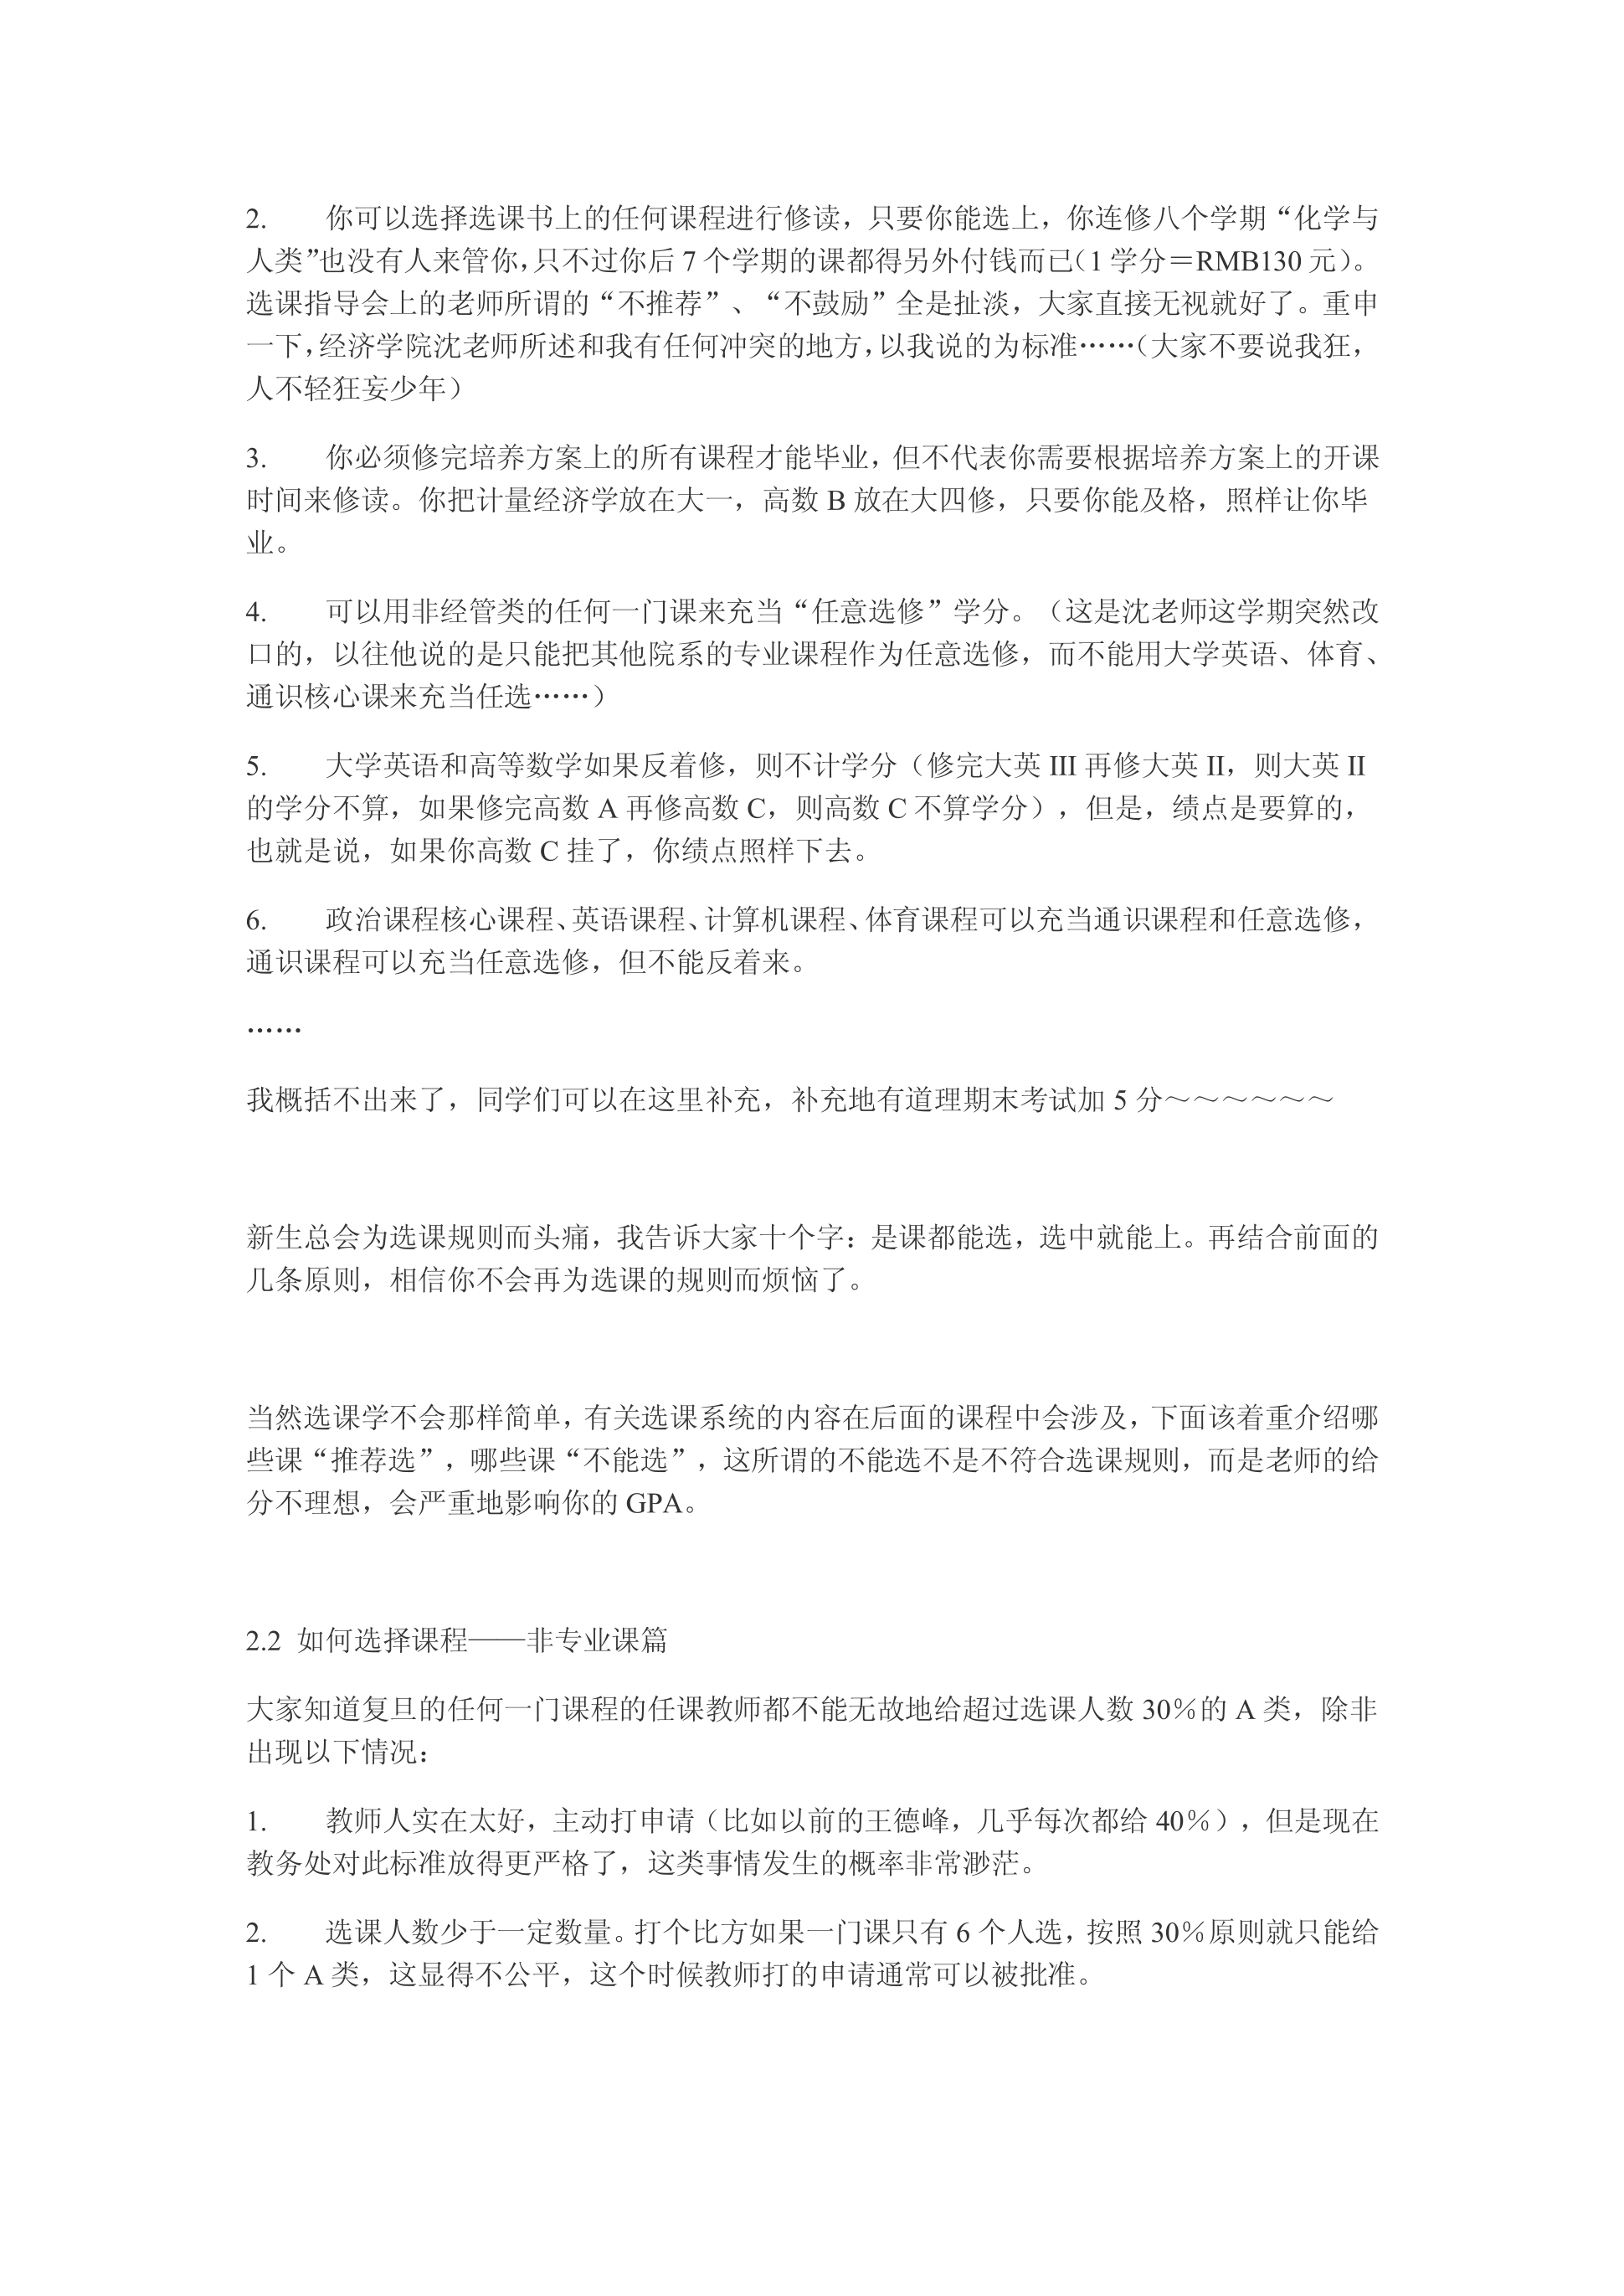 2. 你可以选择选课书上的任何课程进行修读，只要你能选上，你连修八个学期“化学与
人类”也没有人来管你，只不过你后 7 个学期的课都得另外付钱而已（1 学分＝RMB130 元）。
选课指导会上的老师所谓的“不推荐”、“不鼓励”全是扯淡，大家直接无视就好了。重申
一下，经济学院沈老师所述和我有任何冲突的地方，以我说的为标准……（大家不要说我狂，
人不轻狂妄少年）
3. 你必须修完培养方案上的所有课程才能毕业，但不代表你需要根据培养方案上的开课
时间来修读。你把计量经济学放在大一，高数 B 放在大四修，只要你能及格，照样让你毕
业。
4. 可以用非经管类的任何一门课来充当“任意选修”学分。（这是沈老师这学期突然改
口的，以往他说的是只能把其他院系的专业课程作为任意选修，而不能用大学英语、体育、
通识核心课来充当任选……）
5. 大学英语和高等数学如果反着修，则不计学分（修完大英 III 再修大英 II，则大英 II
的学分不算，如果修完高数 A 再修高数 C，则高数 C 不算学分），但是，绩点是要算的，
也就是说，如果你高数 C 挂了，你绩点照样下去。
6. 政治课程核心课程、英语课程、计算机课程、体育课程可以充当通识课程和任意选修，
通识课程可以充当任意选修，但不能反着来。
……
我概括不出来了，同学们可以在这里补充，补充地有道理期末考试加 5 分～～～～～～
新生总会为选课规则而头痛，我告诉大家十个字：是课都能选，选中就能上。再结合前面的
几条原则，相信你不会再为选课的规则而烦恼了。
当然选课学不会那样简单，有关选课系统的内容在后面的课程中会涉及，下面该着重介绍哪
些课“推荐选”，哪些课“不能选”，这所谓的不能选不是不符合选课规则，而是老师的给
分不理想，会严重地影响你的 GPA。
2.2 如何选择课程——非专业课篇
大家知道复旦的任何一门课程的任课教师都不能无故地给超过选课人数 30％的 A 类，除非
出现以下情况：
1. 教师人实在太好，主动打申请（比如以前的王德峰，几乎每次都给 40％），但是现在
教务处对此标准放得更严格了，这类事情发生的概率非常渺茫。
2. 选课人数少于一定数量。打个比方如果一门课只有 6 个人选，按照 30％原则就只能给
1 个 A 类，这显得不公平，这个时候教师打的申请通常可以被批准。